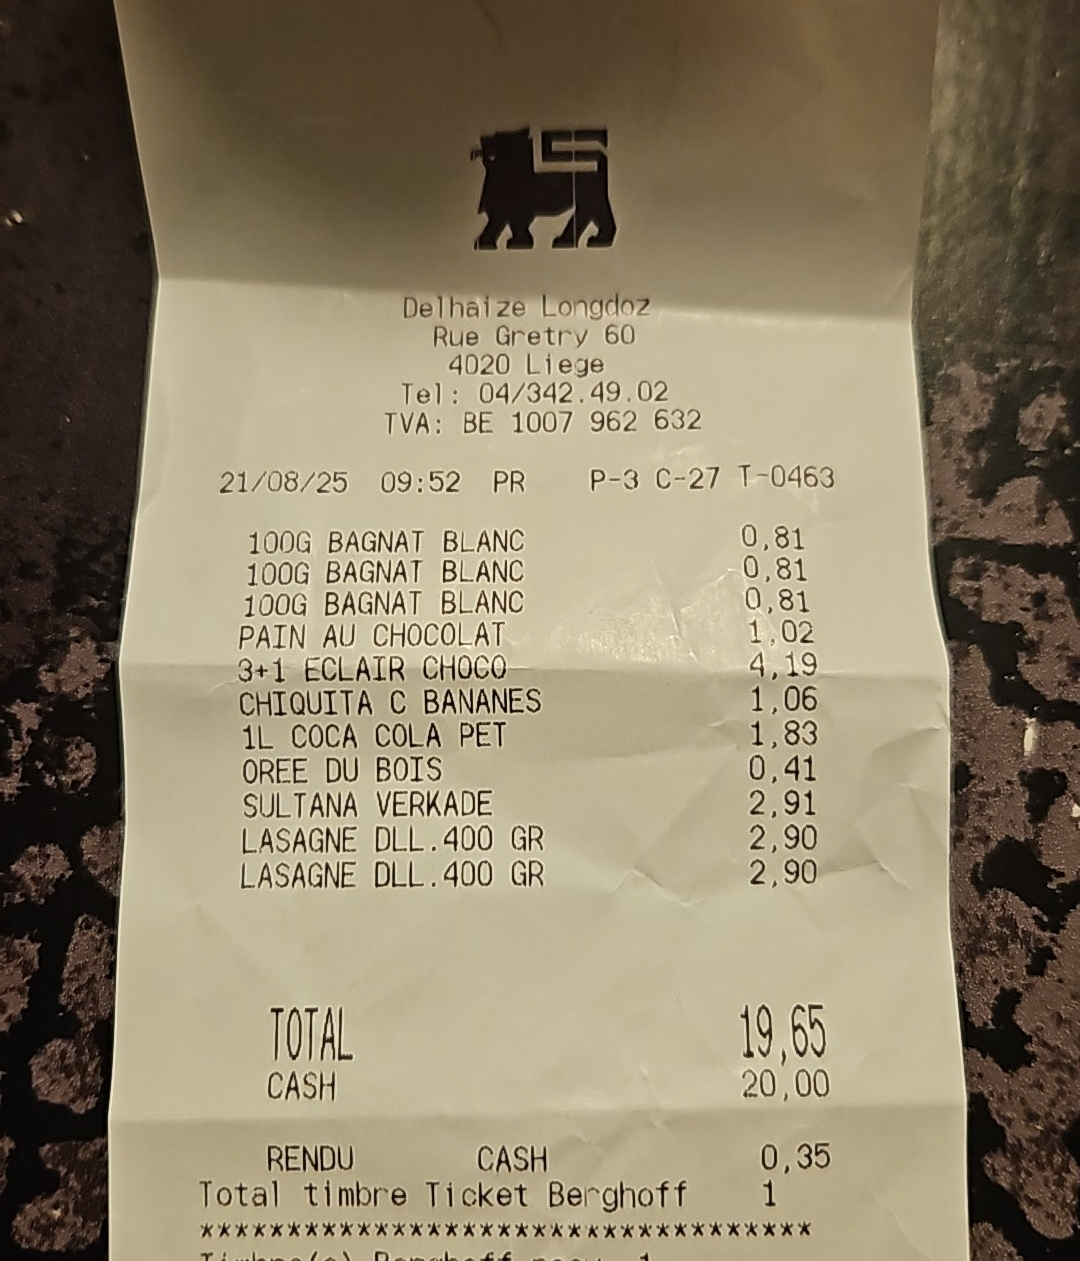 Delhaize Longdoz
Rue Gretry 60
4020 Liege
Tel: 04/342.49.02
TVA: BE 1007 962 632
21/08/25 09:52 PR P-3 C-27 T-0463
100G BAGNAT BLANC 0,81
100G BAGNAT BLANC 0,81
100G BAGNAT BLANC 0,81
PAIN AU CHOCOLAT 1,02
3+1 ECLAIR CHOCO 4,19
CHIQUITA C BANANES 1,06
1L COCA COLA PET 1,83
OREE DU BOIS 0,41
SULTANA VERKADE 2,91
LASAGNE DLL.400 GR 2,90
LASAGNE DLL.400 GR 2,90
TOTAL 19,65
CASH 20,00
RENDU CASH 0,35
Total timbre Ticket Berghoff 1
**************************************